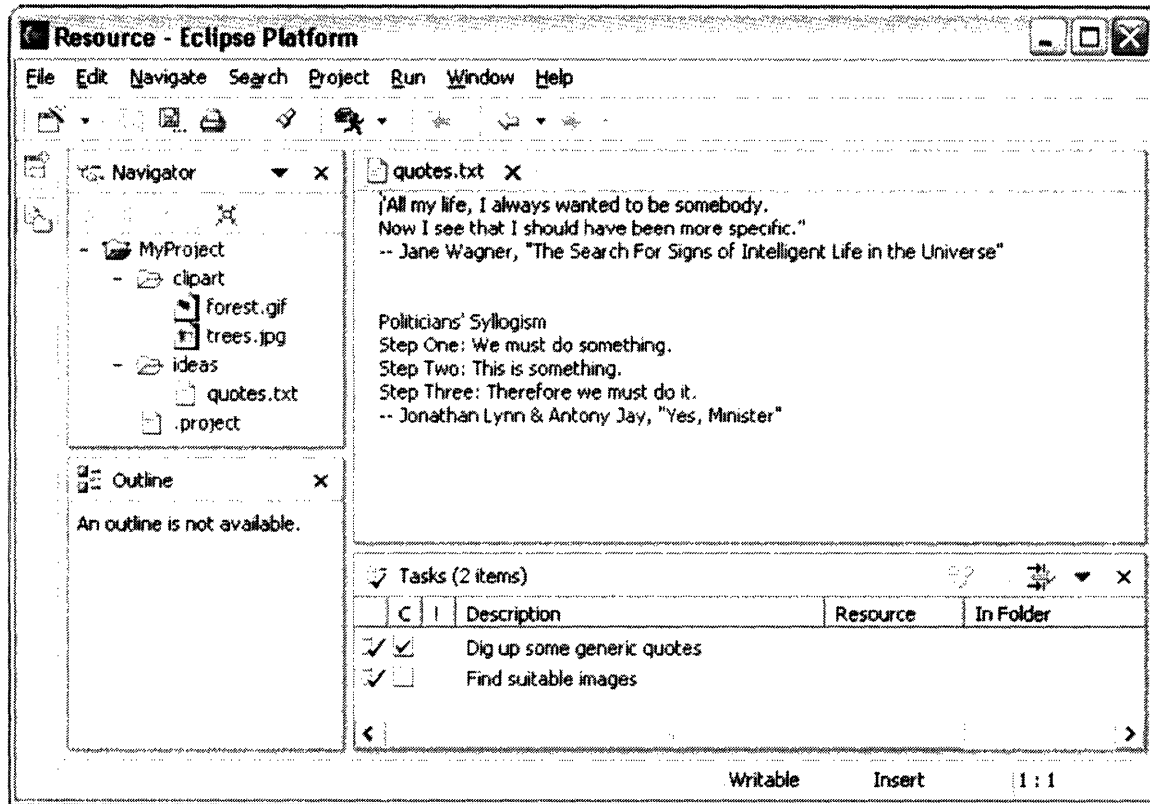 Resource - Eclipse Platform
File Edit Navigate Search Project Run Window Help
Navigator
MyProject
clipart
forest.gif
trees.jpg
ideas
quotes.txt
.project
Outline
An outline is not available.
quotes.txt
"All my life, I always wanted to be somebody.
Now I see that I should have been more specific."
-- Jane Wagner, "The Search For Signs of Intelligent Life in the Universe"
Politicians' Syllogism
Step One: We must do something.
Step Two: This is something.
Step Three: Therefore we must do it.
-- Jonathan Lynn & Antony Jay, "Yes, Minister"
Tasks (2 items)
C ! Description Resource In Folder
Dig up some generic quotes
Find suitable images
Writable Insert 1 : 1